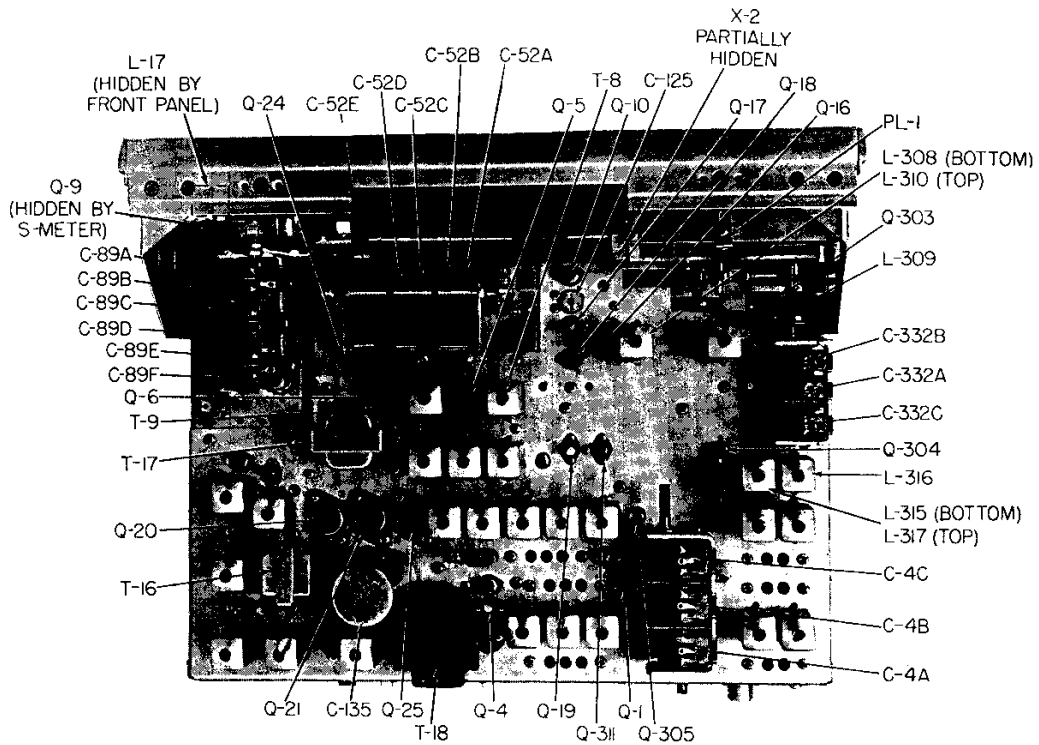 X-2
PARTIALLY
HIDDEN
L-17
(HIDDEN BY
FRONT PANEL)
Q-24
C-52E
C-52D
C-52B
C-52C
C-52A
Q-5
T-8
Q-10
C-125
Q-17
Q-18
Q-16
PL-1
L-308 (BOTTOM)
L-310 (TOP)
Q-303
L-309
Q-9
(HIDDEN BY
S-METER)
C-89A
C-89B
C-89C
C-89D
C-89E
C-89F
Q-6
T-9
T-17
Q-20
T-16
C-332B
C-332A
C-332C
Q-304
L-316
L-315 (BOTTOM)
L-317 (TOP)
C-4C
C-4B
C-4A
Q-21
C-135
Q-25
T-18
Q-4
Q-19
Q-311
Q-1
Q-305